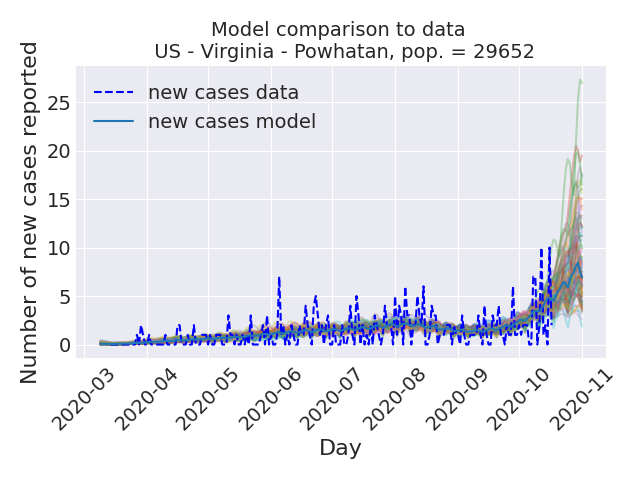 Model comparison to data
US - Virginia - Powhatan, pop. = 29652
new cases data
new cases model
Number of new cases reported
25
20
15
10
5
0
2020-03
2020-04
2020-05
2020-06
2020-07
2020-08
2020-09
2020-10
2020-11
Day